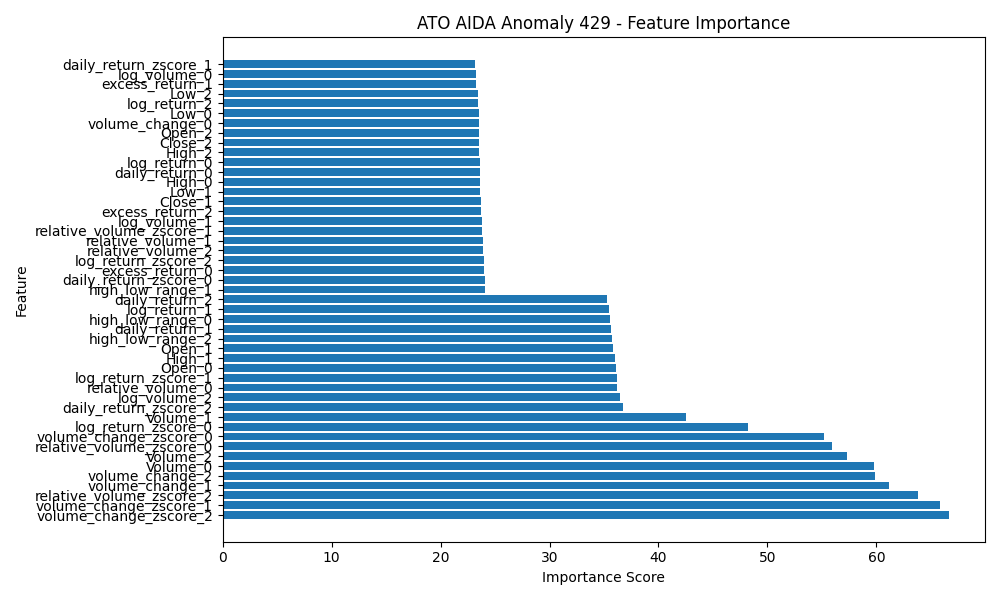 ATO AIDA Anomaly 429 - Feature Importance
daily_return_zscore_1
log_volume_0
excess_return_1
Low_2
log_return_2
Low_0
volume_change_0
Open_2
Close_2
High_2
log_return_0
daily_return_0
High_0
Low_1
Close_1
excess_return_2
log_volume_1
relative_volume_zscore_1
relative_volume_1
relative_volume_2
log_return_zscore_2
excess_return_0
daily_return_zscore_0
high_low_range_1
daily_return_2
log_return_1
high_low_range_0
daily_return_1
high_low_range_2
Open_1
High_1
Open_0
log_return_zscore_1
relative_volume_0
log_volume_2
daily_return_zscore_2
Volume_1
log_return_zscore_0
volume_change_zscore_0
relative_volume_zscore_0
Volume_2
Volume_0
volume_change_2
volume_change_1
relative_volume_zscore_2
volume_change_zscore_1
volume_change_zscore_2
Feature
0 10 20 30 40 50 60
Importance Score